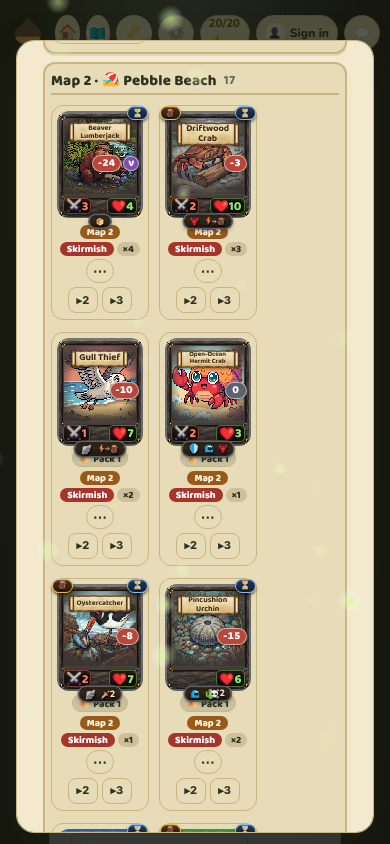 20/20
Sign in
Map 2 · Pebble Beach 17
Beaver
Lumberjack
-24 V
3 4
Map 2
Skirmish ×4
...
▸2 ▸3
Driftwood
Crab
-3
2 10
Map 2
Skirmish ×3
...
▸2 ▸3
Gull Thief
-10
1 7
Pack 1
Map 2
Skirmish ×2
...
▸2 ▸3
Open-Ocean
Hermit Crab
0
2 3
Pack 1
Map 2
Skirmish ×1
...
▸2 ▸3
Oystercatcher
-8
2 7
2
Pack 1
Map 2
Skirmish ×1
...
▸2 ▸3
Pincushion
Urchin
-15
6
2
Pack 1
Map 2
Skirmish ×2
...
▸2 ▸3